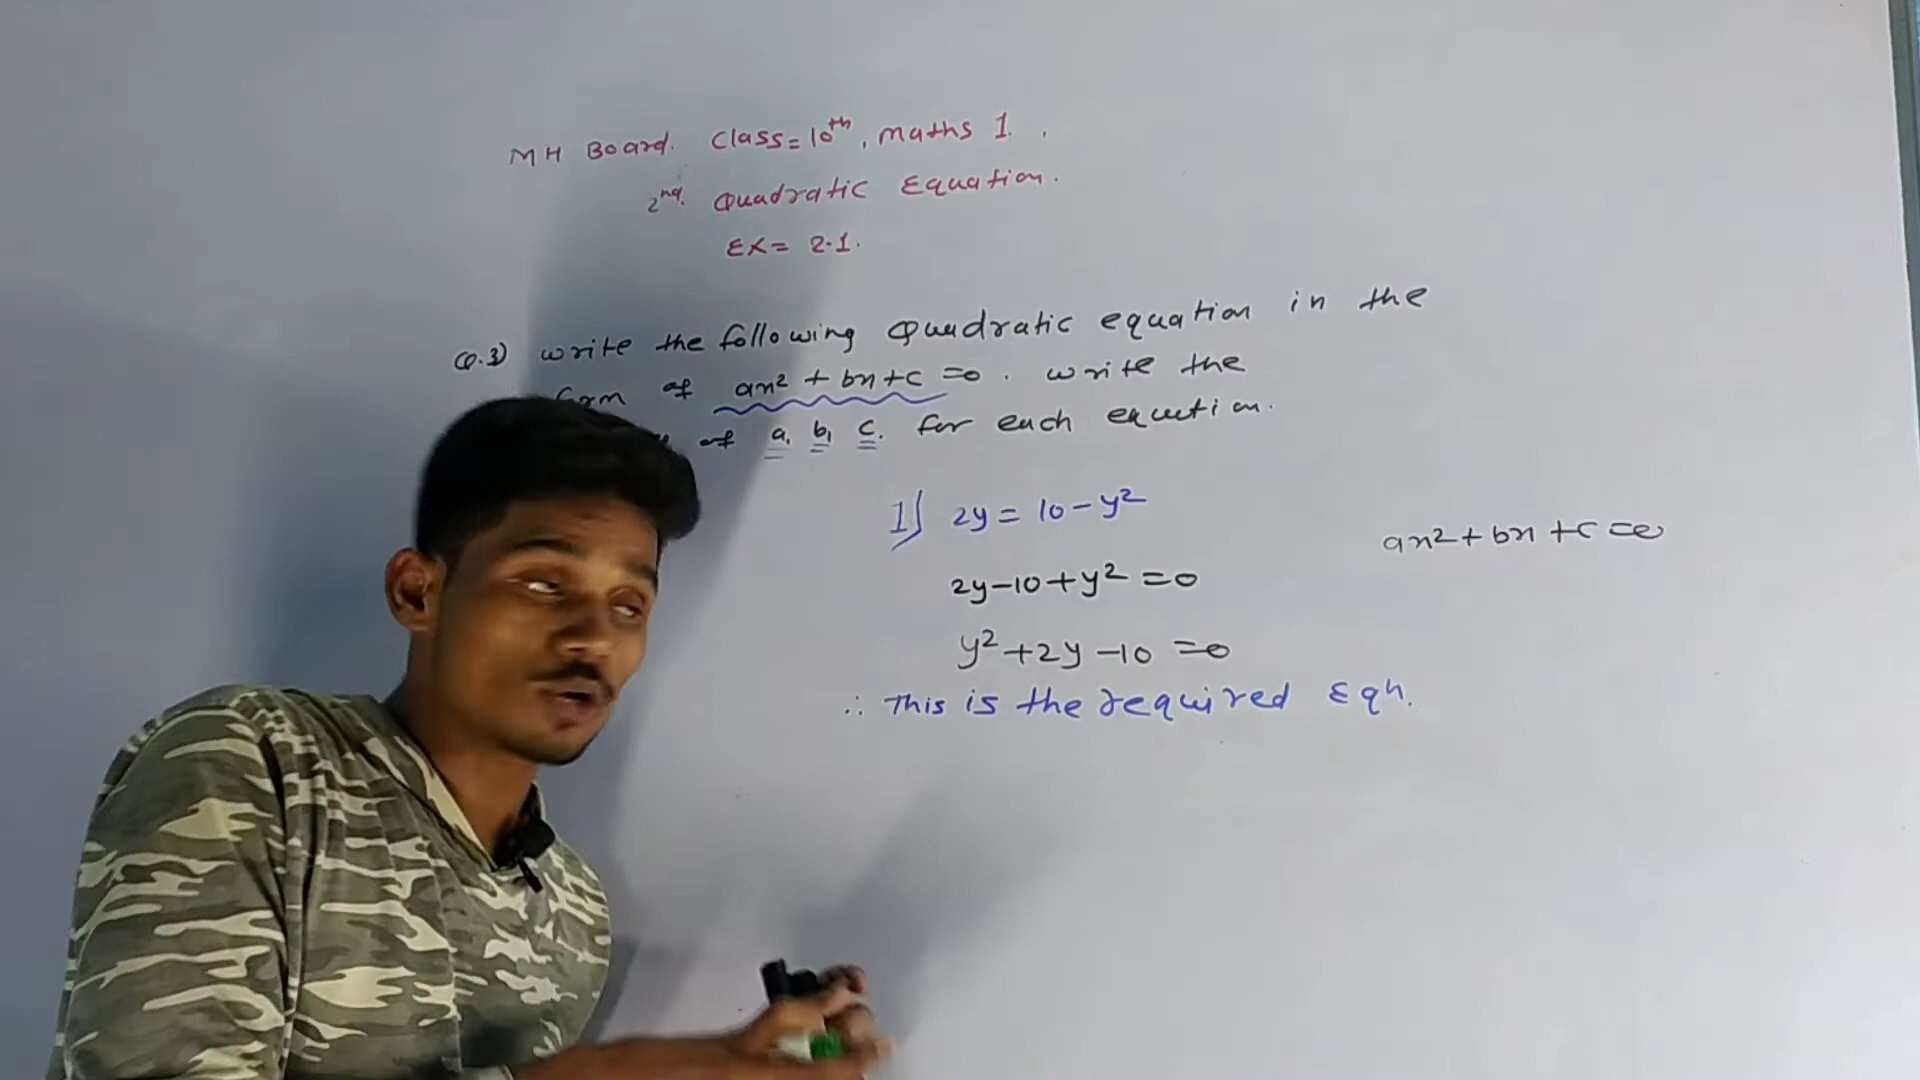 MH Board. Class=10th, maths 1.
2nd. Quadratic Equation.
Ex= 2.1.
Q.3) write the following Quadratic equation in the
form of ax²+bx+c=0. write the
of a, b, c. for each equation.
1) 2y = 10-y²
2y-10+y²=0
y²+2y-10=0
∴ This is the required Eqn.
ax²+bx+c=0